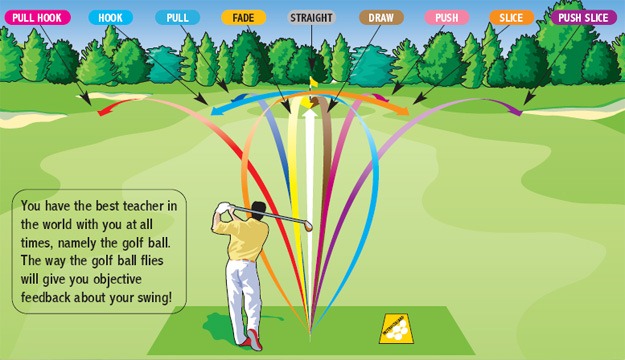 PULL HOOK
HOOK
PULL
FADE
STRAIGHT
DRAW
PUSH
SLICE
PUSH SLICE
You have the best teacher in
the world with you at all
times, namely the golf ball.
The way the golf ball flies
will give you objective
feedback about your swing!